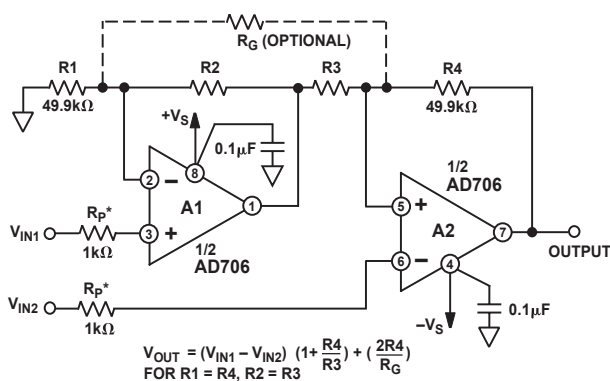 R_G (OPTIONAL)
R1
49.9kΩ
R2
R3
R4
49.9kΩ
+V_S
0.1µF
1/2
AD706
2
−
8
A1
1
3
+
1/2
AD706
5
+
A2
7
6
−
4
OUTPUT
V_IN1
R_P*
1kΩ
V_IN2
R_P*
1kΩ
−V_S
0.1µF
V_OUT = (V_IN1 – V_IN2) (1+ R4/R3) + (2R4/R_G)
FOR R1 = R4, R2 = R3